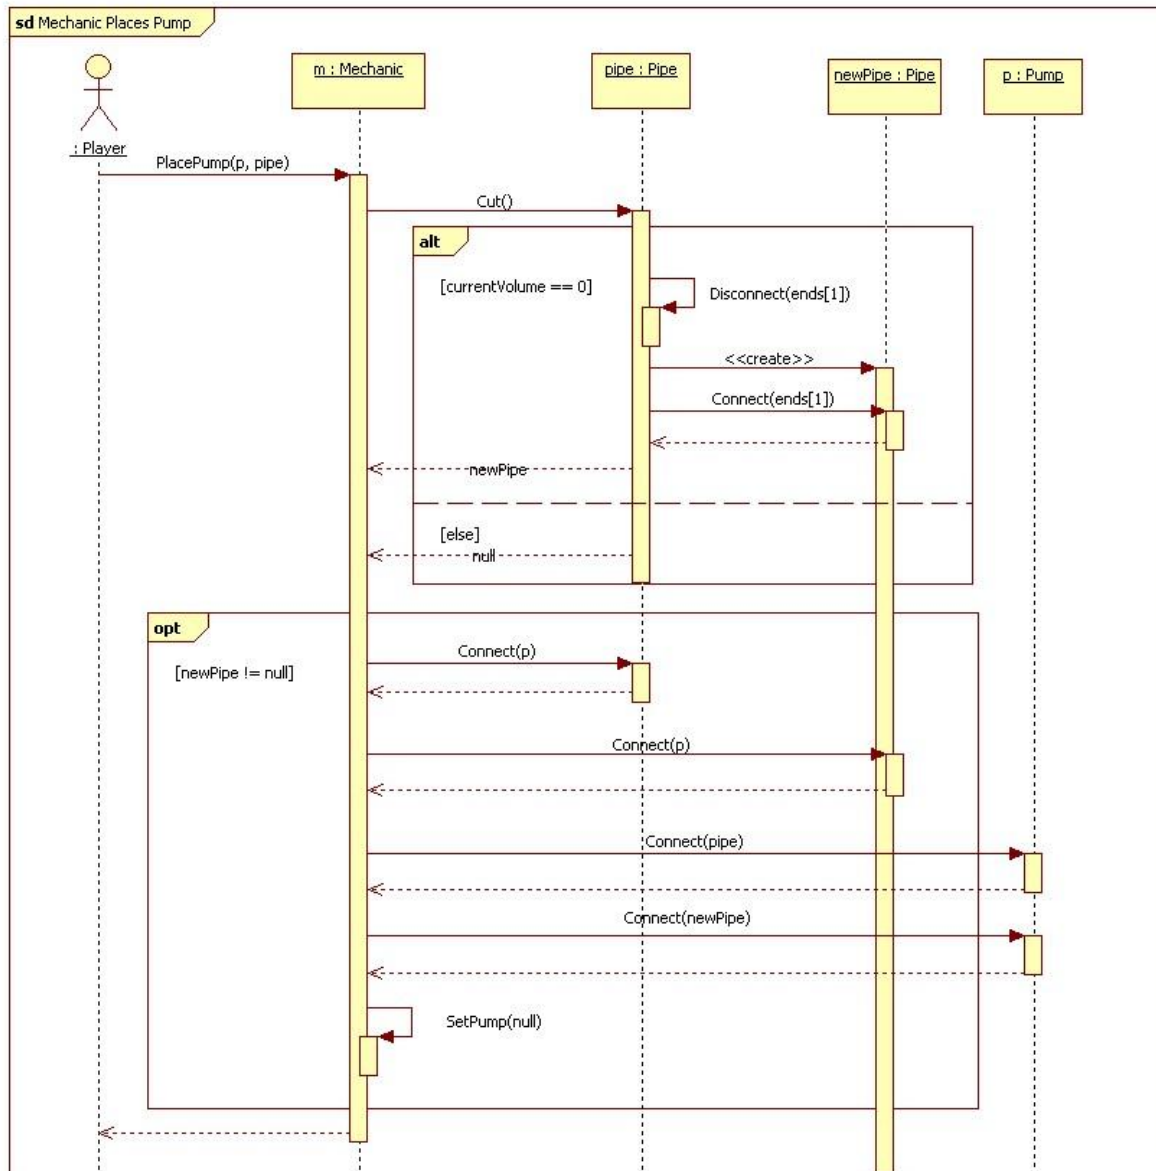 sd Mechanic Places Pump
: Player
m : Mechanic
pipe : Pipe
newPipe : Pipe
p : Pump
PlacePump(p, pipe)
Cut()
alt
[currentVolume == 0]
Disconnect(ends[1])
<<create>>
Connect(ends[1])
newPipe
[else]
null
opt
[newPipe != null]
Connect(p)
Connect(p)
Connect(pipe)
Connect(newPipe)
SetPump(null)